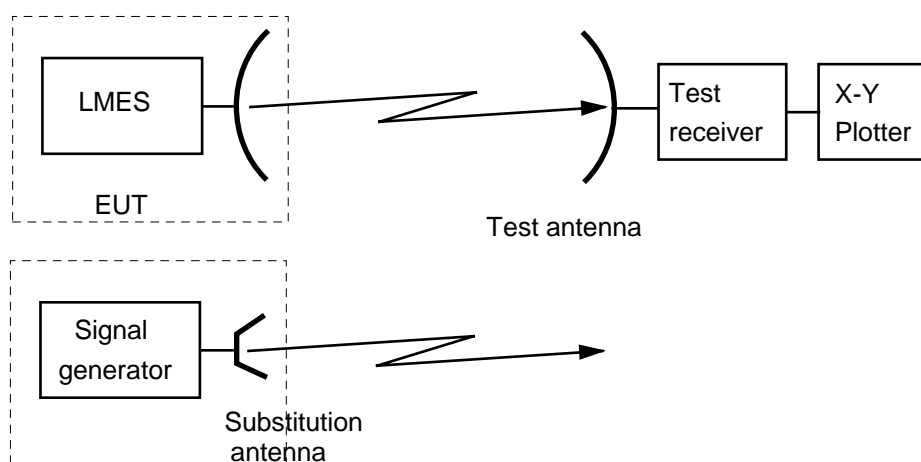 LMES
EUT
Test antenna
Test
receiver
X-Y
Plotter
Signal
generator
Substitution
antenna